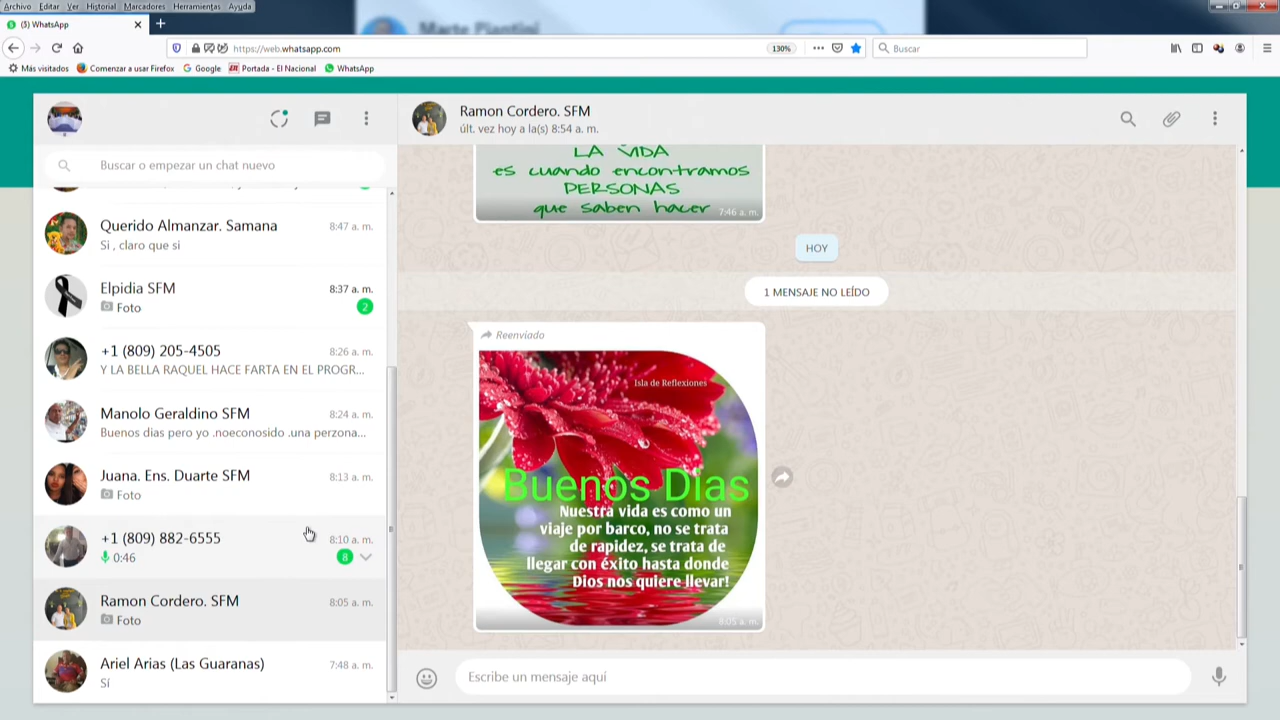 Archivo Editar Ver Historial Marcadores Herramientas Ayuda
(5) WhatsApp
Marte Plantini
https://web.whatsapp.com
130%
Buscar
Más visitados Comenzar a usar Firefox Google Portada - El Nacional WhatsApp
Ramon Cordero. SFM
últ. vez hoy a la(s) 8:54 a. m.
Buscar o empezar un chat nuevo
Querido Almanzar. Samana 8:47 a. m.
Si , claro que si
Elpidia SFM 8:37 a. m.
Foto 2
+1 (809) 205-4505 8:26 a. m.
Y LA BELLA RAQUEL HACE FARTA EN EL PROGR...
Manolo Geraldino SFM 8:24 a. m.
Buenos dias pero yo .noeconosido .una perzona...
Juana. Ens. Duarte SFM 8:13 a. m.
Foto
+1 (809) 882-6555 8:10 a. m.
0:46 8
Ramon Cordero. SFM 8:05 a. m.
Foto
Ariel Arias (Las Guaranas) 7:48 a. m.
Sí
LA VIDA
es cuando encontramos
PERSONAS
que saben hacer
7:46 a. m.
HOY
1 MENSAJE NO LEÍDO
Reenviado
Isla de Reflexiones
Buenos Dias
Nuestra vida es como un
viaje por barco, no se trata
de rapidez, se trata de
llegar con éxito hasta donde
Dios nos quiere llevar!
8:05 a. m.
Escribe un mensaje aquí